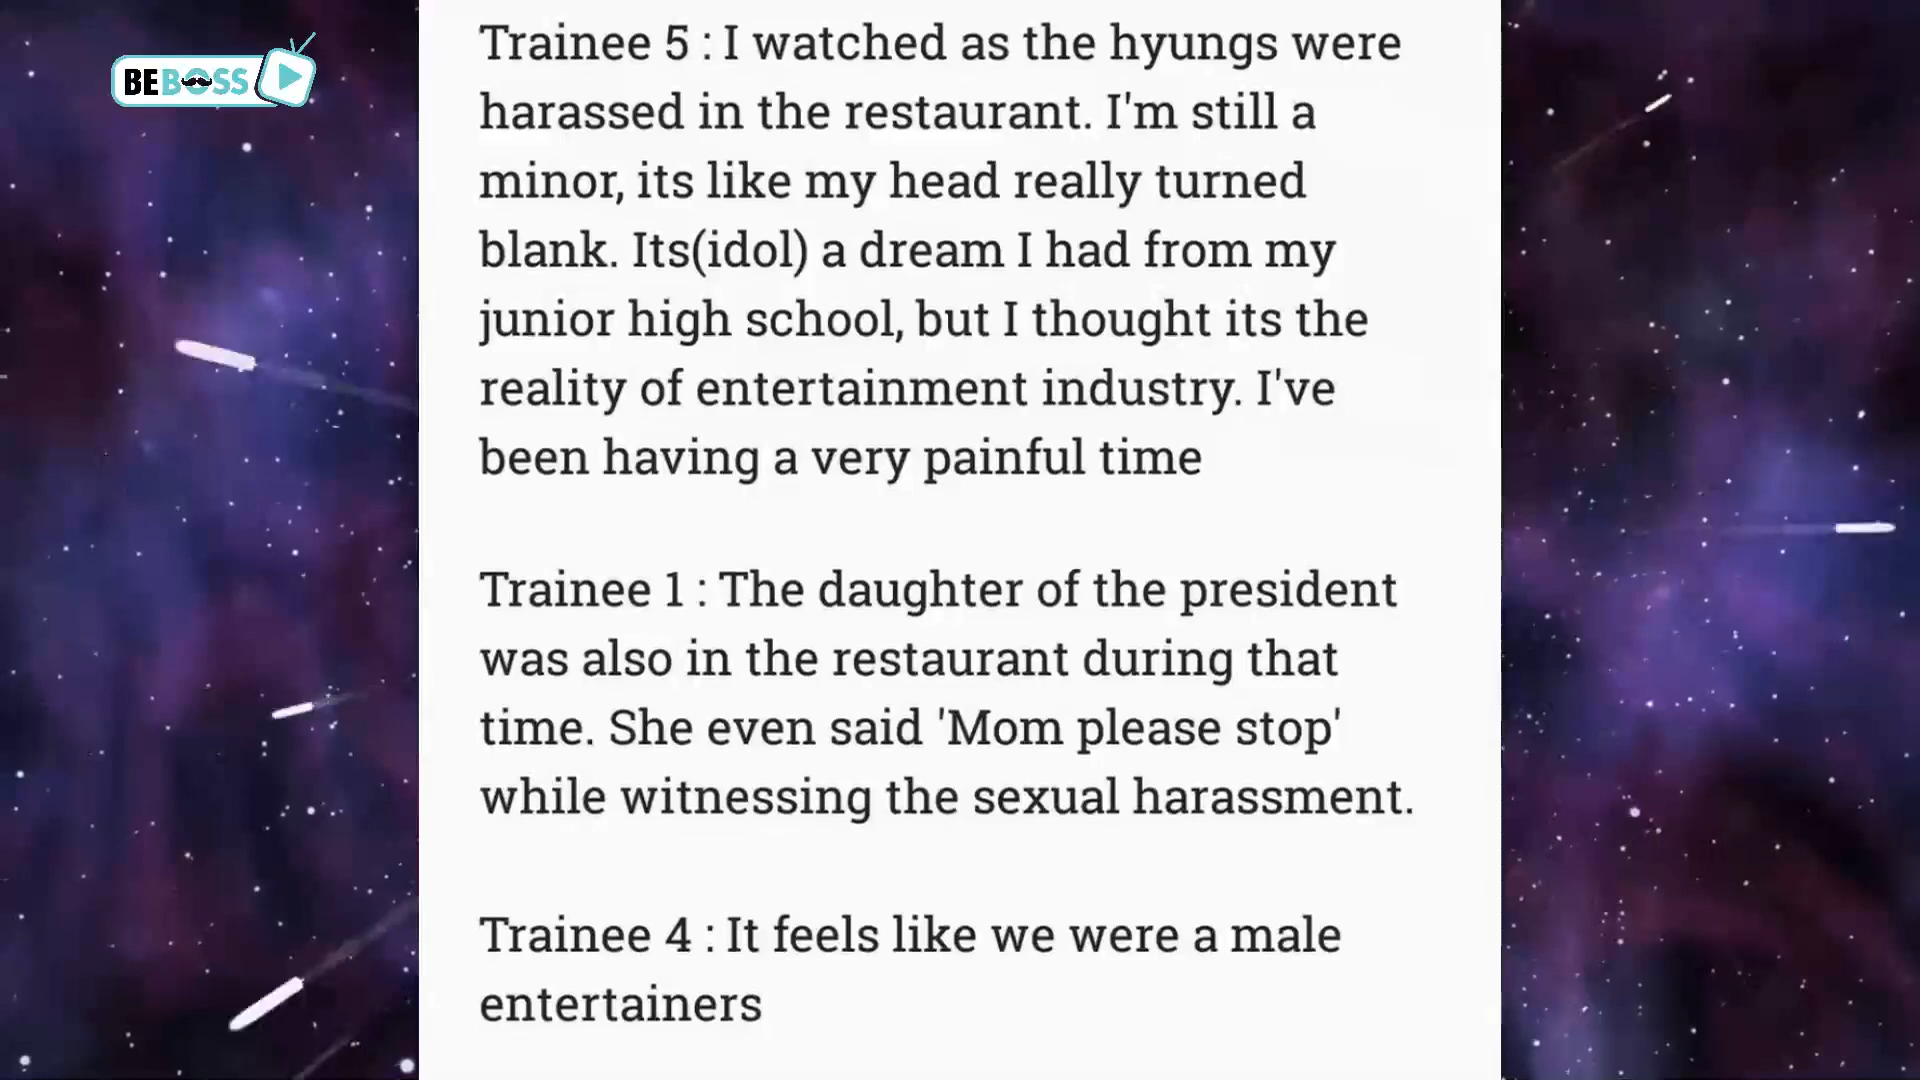 BEBOSS
Trainee 5 : I watched as the hyungs were
harassed in the restaurant. I'm still a
minor, its like my head really turned
blank. Its(idol) a dream I had from my
junior high school, but I thought its the
reality of entertainment industry. I've
been having a very painful time
Trainee 1 : The daughter of the president
was also in the restaurant during that
time. She even said 'Mom please stop'
while witnessing the sexual harassment.
Trainee 4 : It feels like we were a male
entertainers